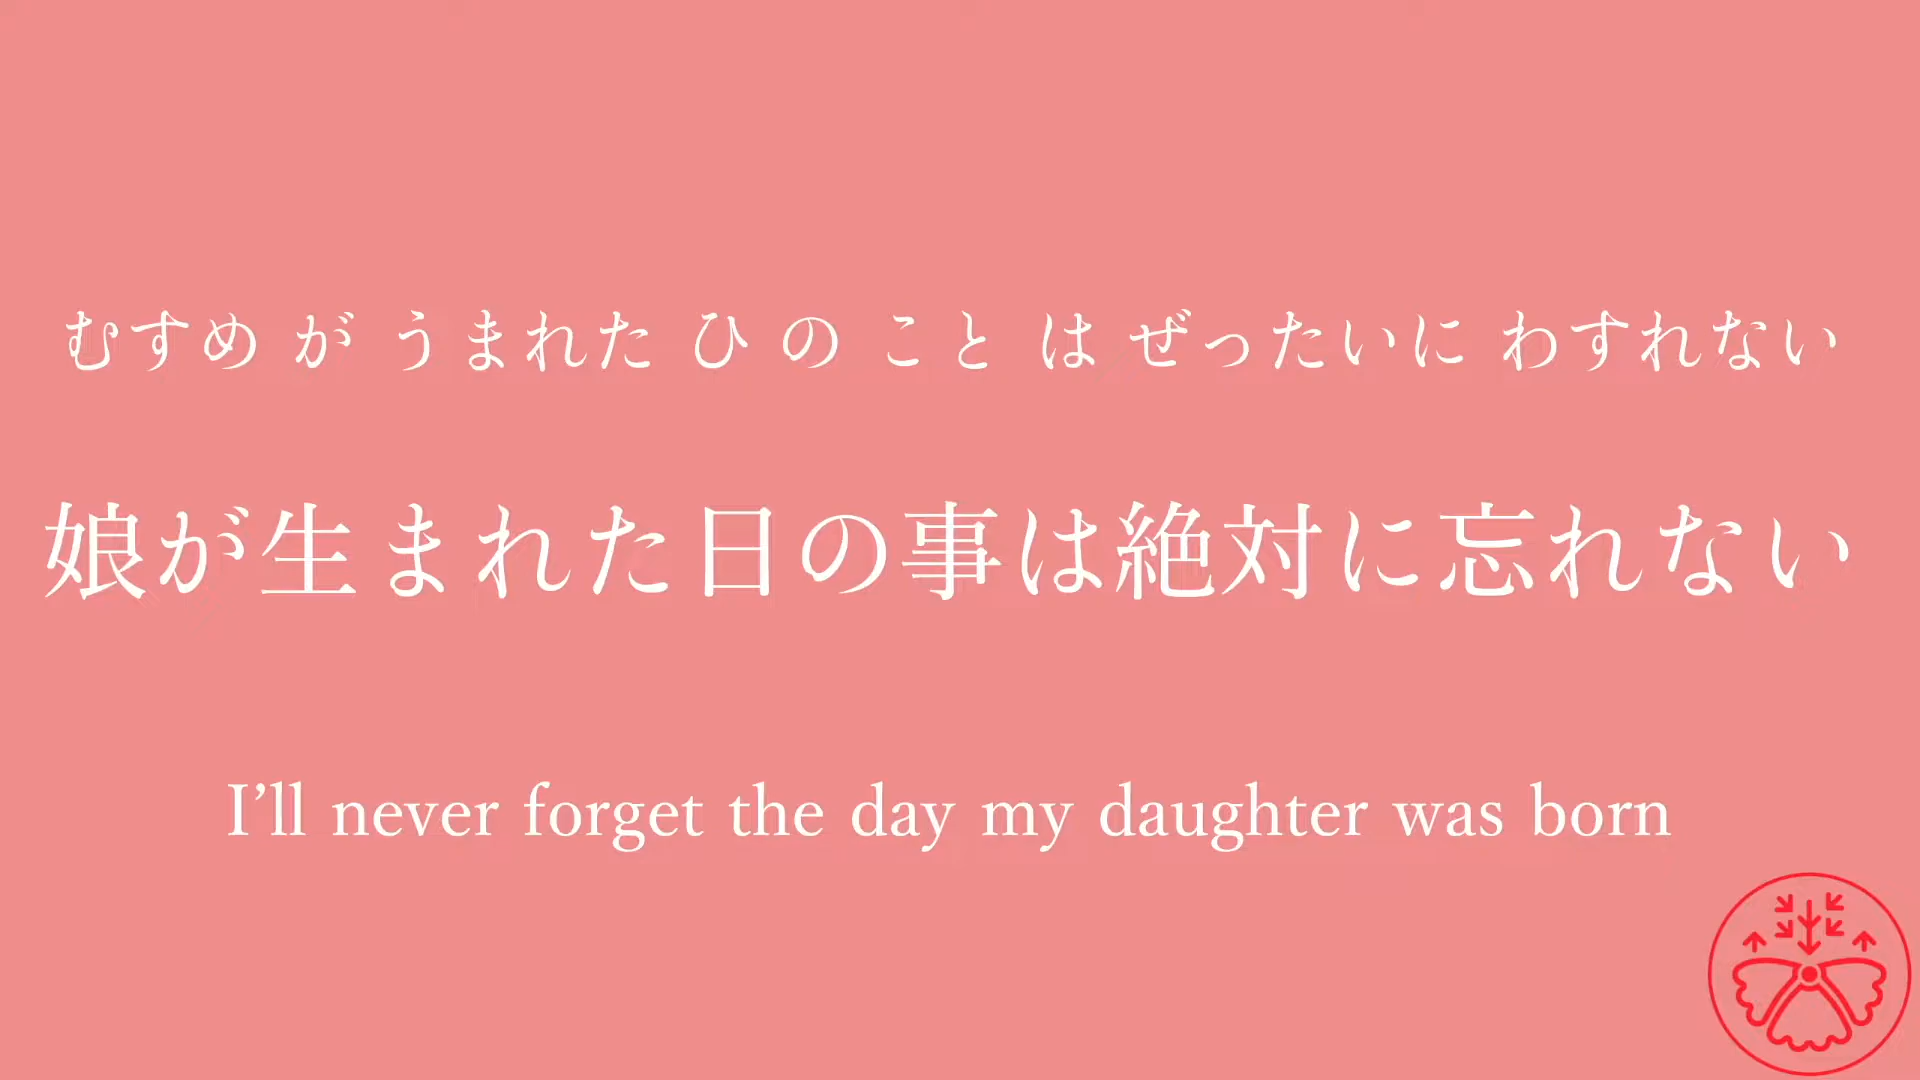 むすめ が うまれた ひ の こと は ぜったいに わすれない
娘が生まれた日の事は絶対に忘れない
I’ll never forget the day my daughter was born